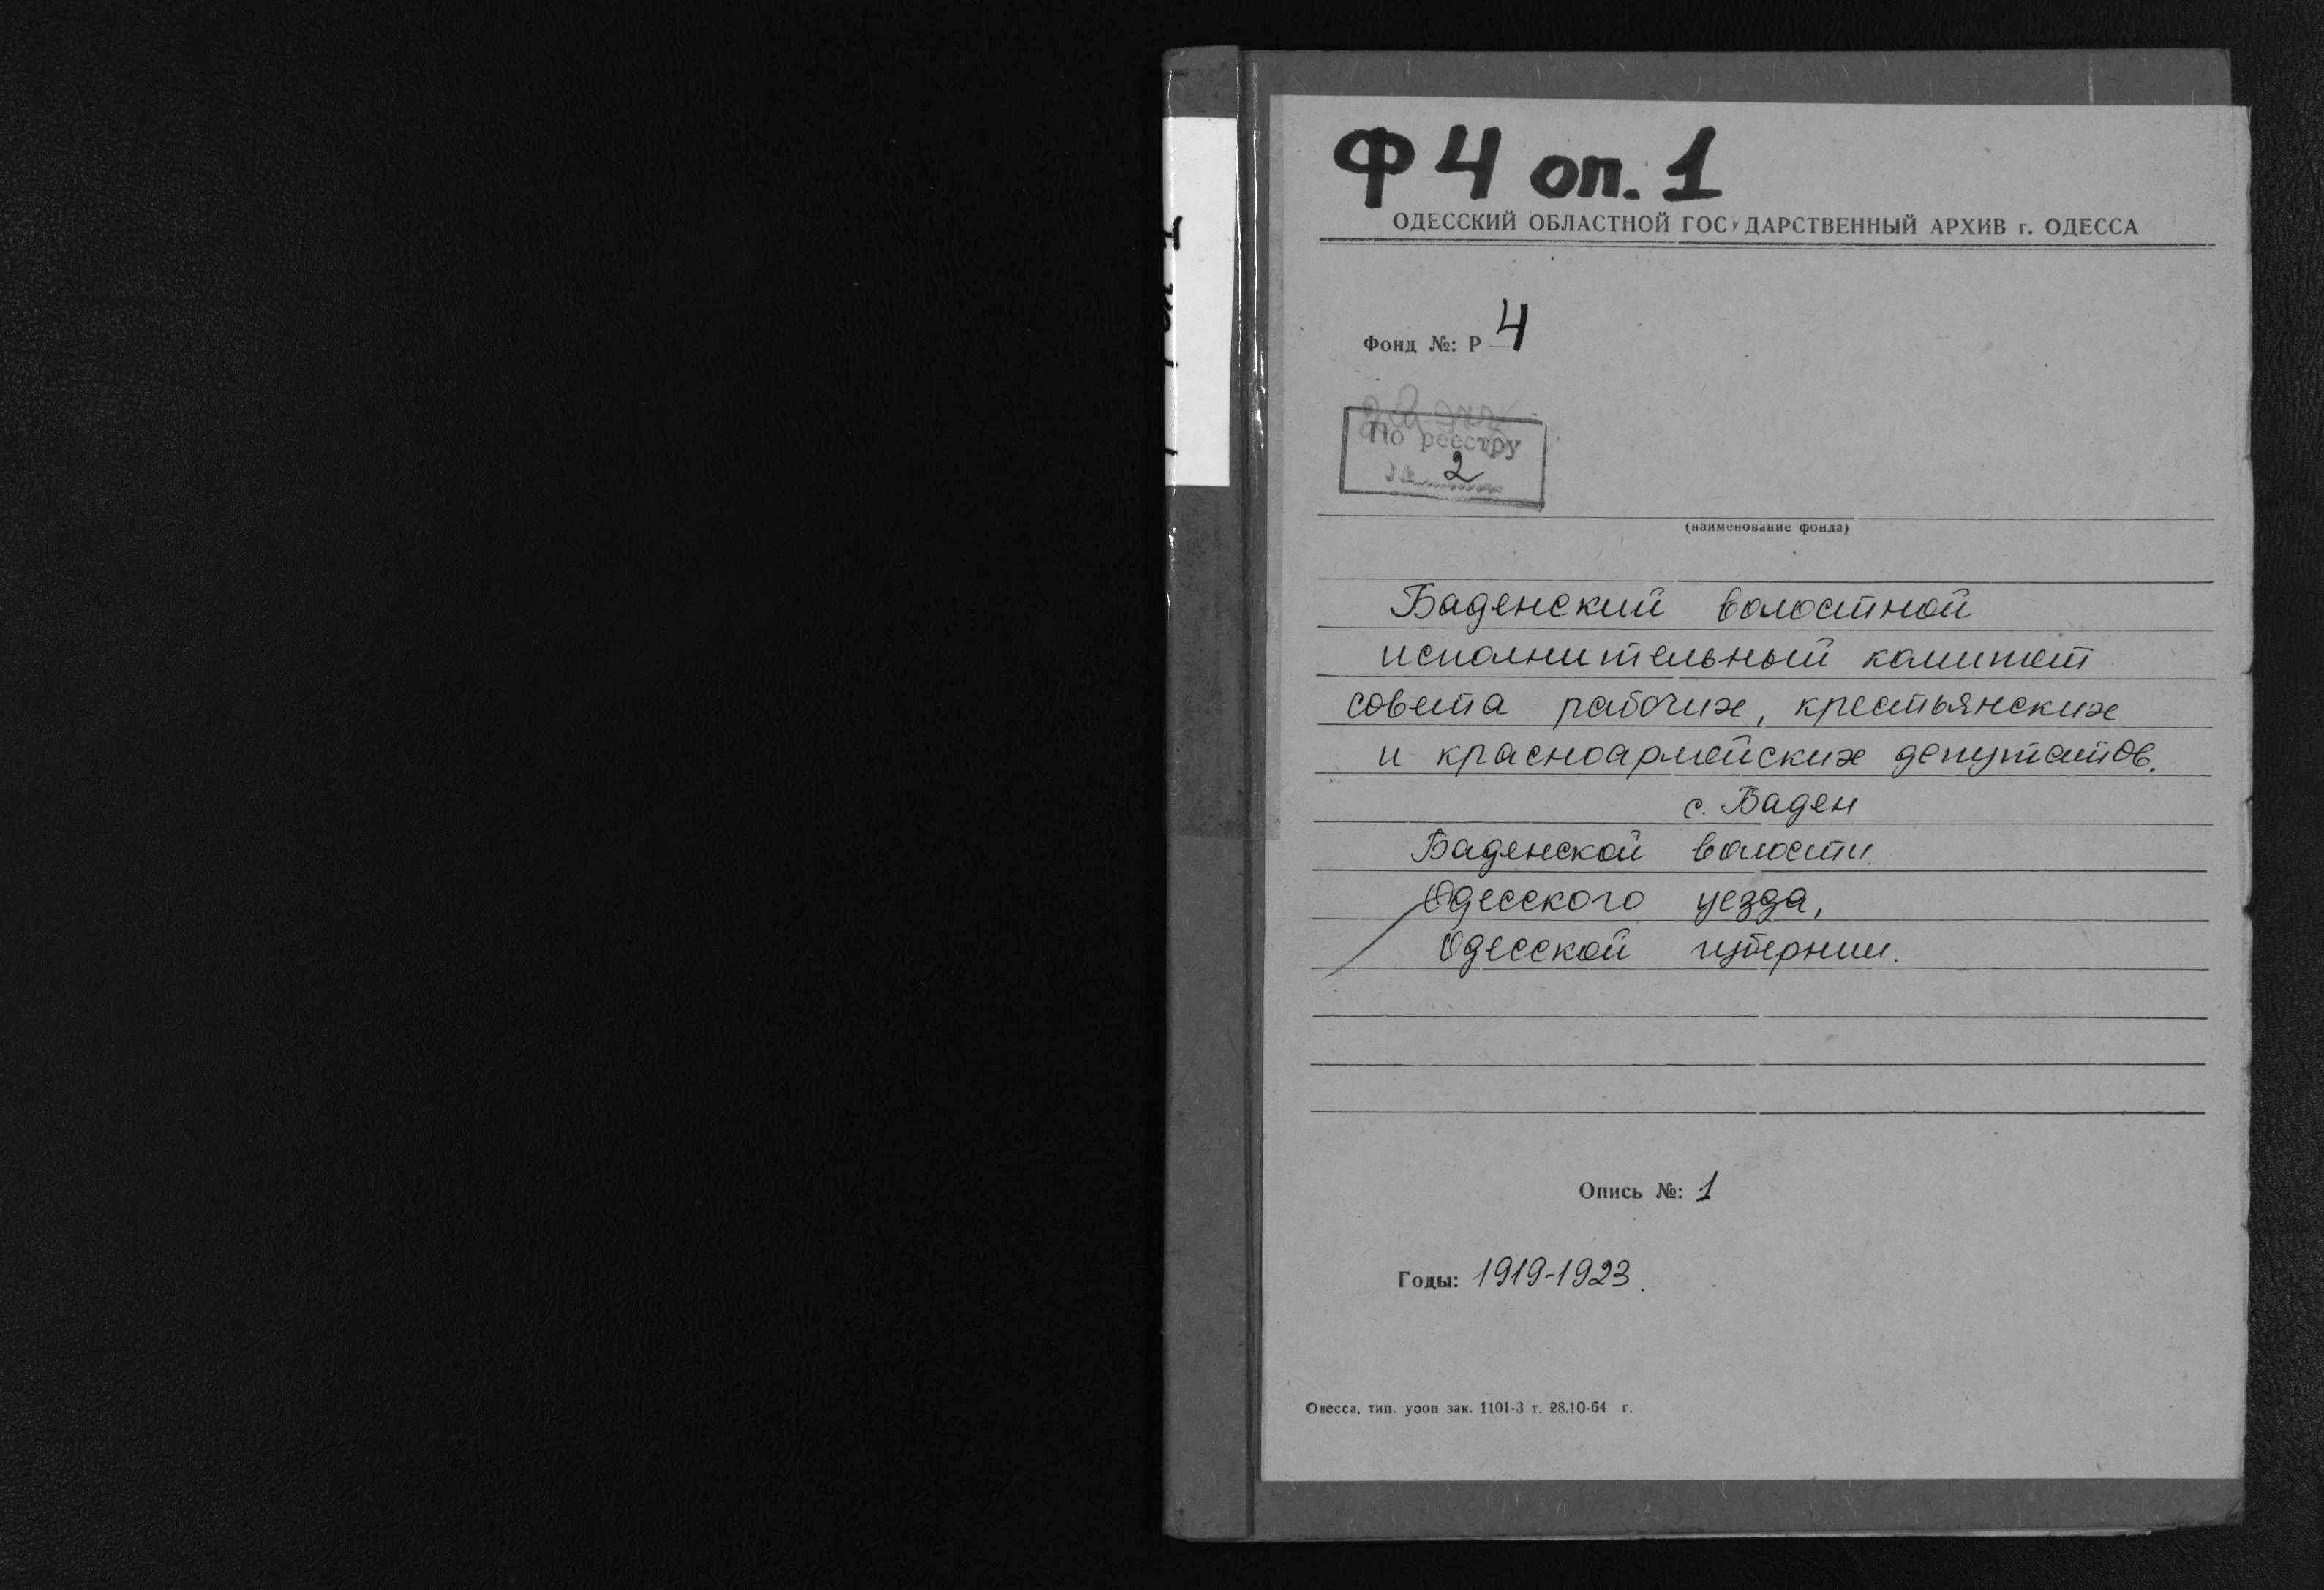 Ф 4 оп. 1
ОДЕССКИЙ ОБЛАСТНОЙ ГОСУДАРСТВЕННЫЙ АРХИВ г. ОДЕССА
Фонд №: Р 4
По реестру
№ 2
(наименование фонда)
Баденский волостной
исполнительный комитет
совета рабочих, крестьянских
и красноармейских депутатов.
с. Баден
Баденской волости.
Одесского уезда,
Одесской губернии.
Опись №: 1
Годы: 1919-1923.
Одесса, тип. уооп зак. 1101-3 т. 28.10-64 г.